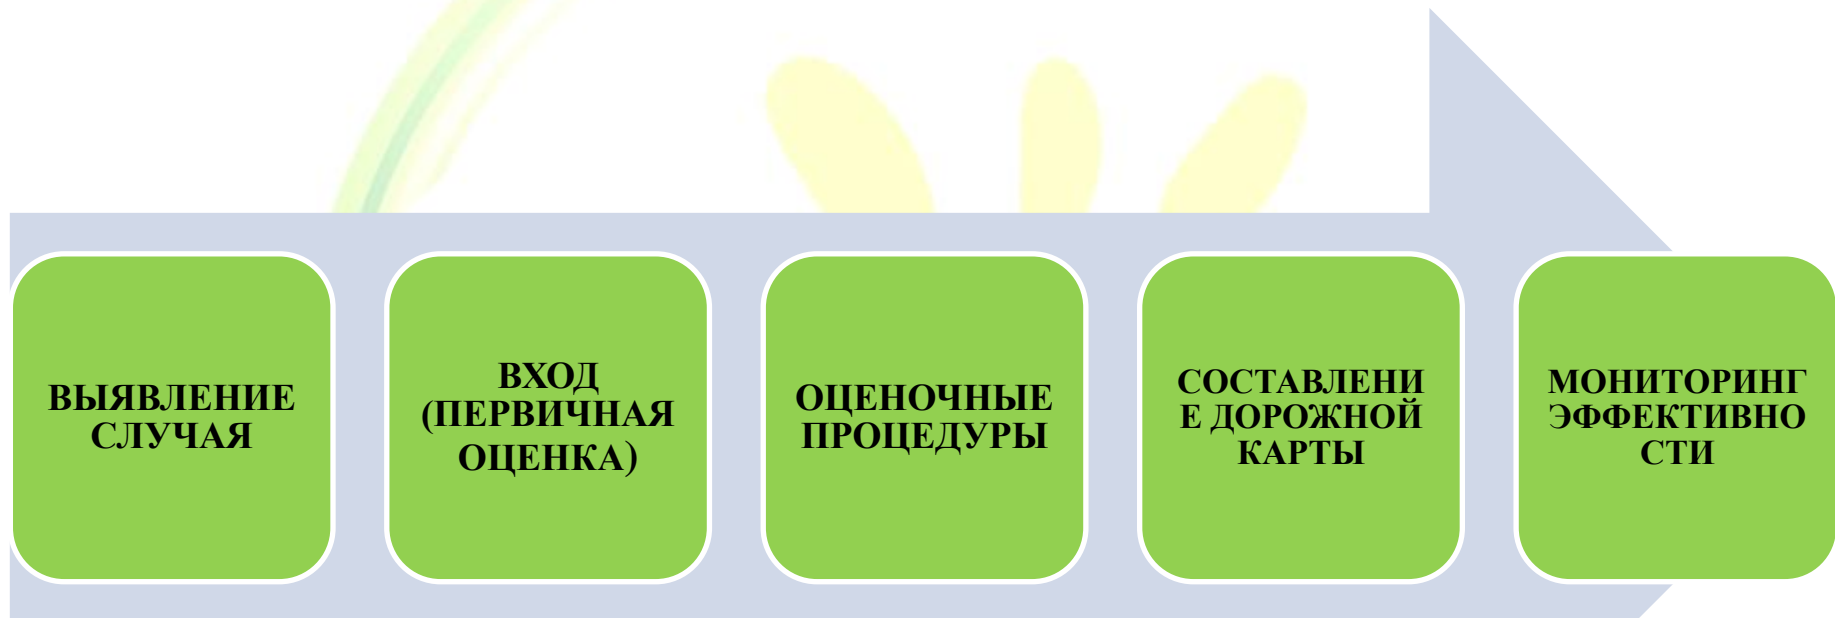 ВЫЯВЛЕНИЕ
СЛУЧАЯ
ВХОД
(ПЕРВИЧНАЯ
ОЦЕНКА)
ОЦЕНОЧНЫЕ
ПРОЦЕДУРЫ
СОСТАВЛЕНИ
Е ДОРОЖНОЙ
КАРТЫ
МОНИТОРИНГ
ЭФФЕКТИВНО
СТИ